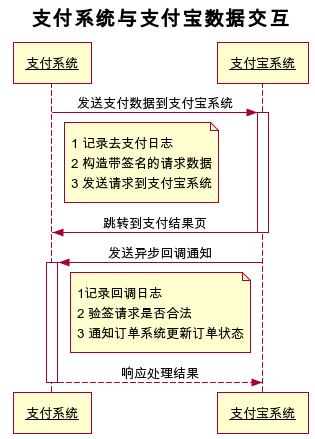 支付系统与支付宝数据交互
支付系统
支付宝系统
发送支付数据到支付宝系统
1 记录去支付日志
2 构造带签名的请求数据
3 发送请求到支付宝系统
跳转到支付结果页
发送异步回调通知
1记录回调日志
2 验签请求是否合法
3 通知订单系统更新订单状态
响应处理结果
支付系统
支付宝系统